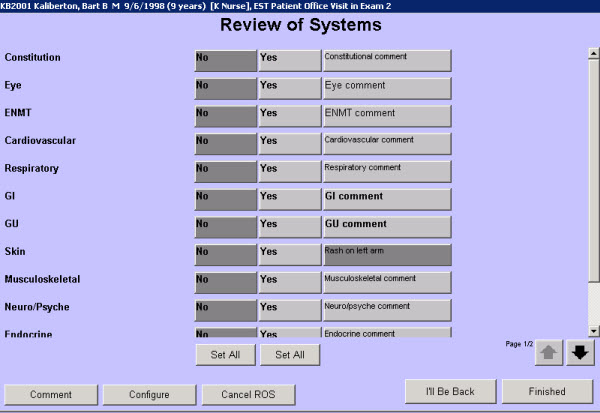 KB2001 Kaliberton, Bart B M 9/6/1998 (9 years) [K Nurse], EST Patient Office Visit in Exam 2
Review of Systems
Constitution No Yes Constitutional comment
Eye No Yes Eye comment
ENMT No Yes ENMT comment
Cardiovascular No Yes Cardiovascular comment
Respiratory No Yes Respiratory comment
GI No Yes GI comment
GU No Yes GU comment
Skin No Yes Rash on left arm
Musculoskeletal No Yes Musculoskeletal comment
Neuro/Psyche No Yes Neuro/psyche comment
Endocrine No Yes Endocrine comment
Set All Set All Page 1/2
Comment Configure Cancel ROS I'll Be Back Finished